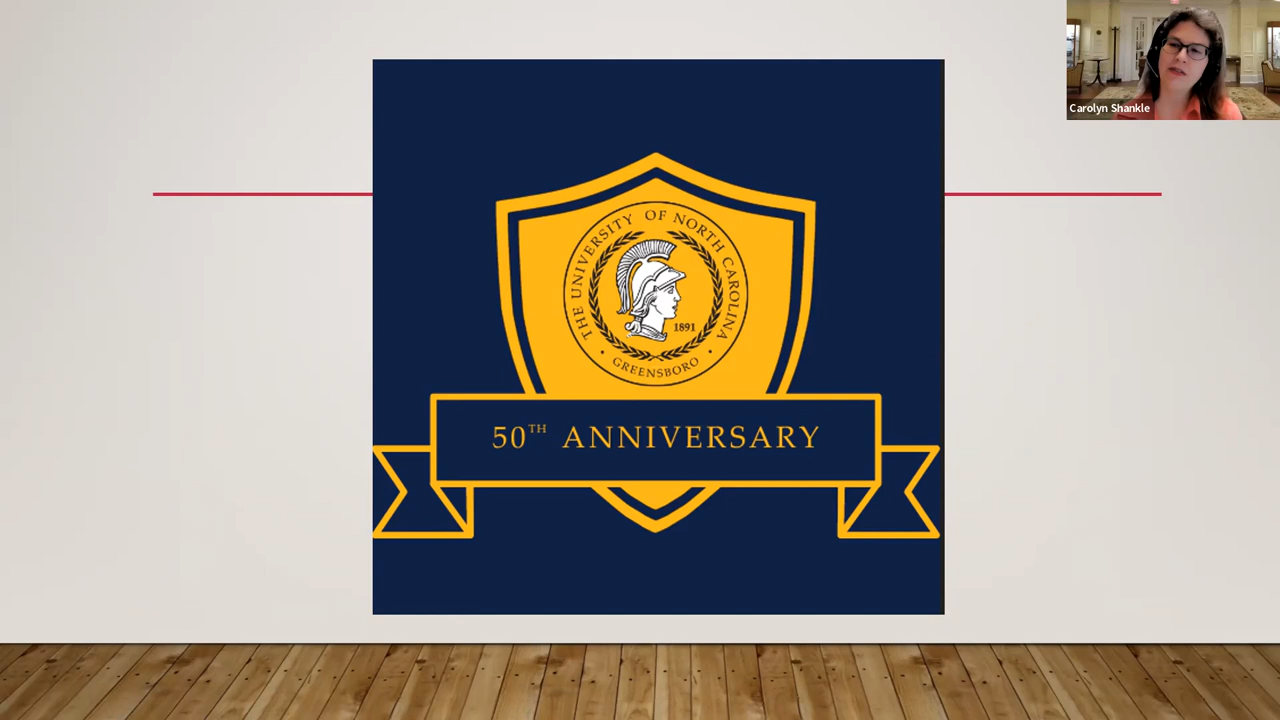 Carolyn Shankle
THE UNIVERSITY OF NORTH CAROLINA
1891
GREENSBORO
50TH ANNIVERSARY